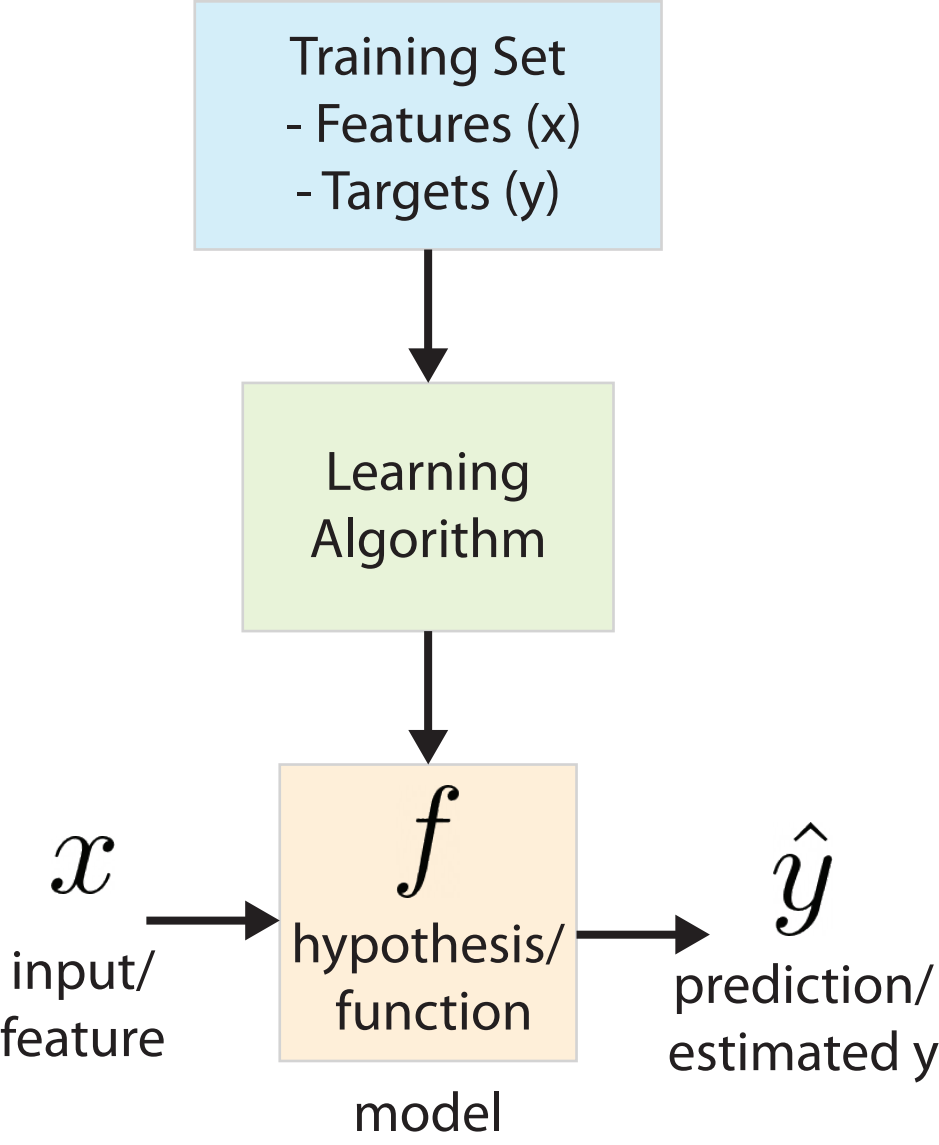 Training Set
- Features (x)
- Targets (y)
Learning
Algorithm
x
input/
feature
f
hypothesis/
function
model
ŷ
prediction/
estimated y